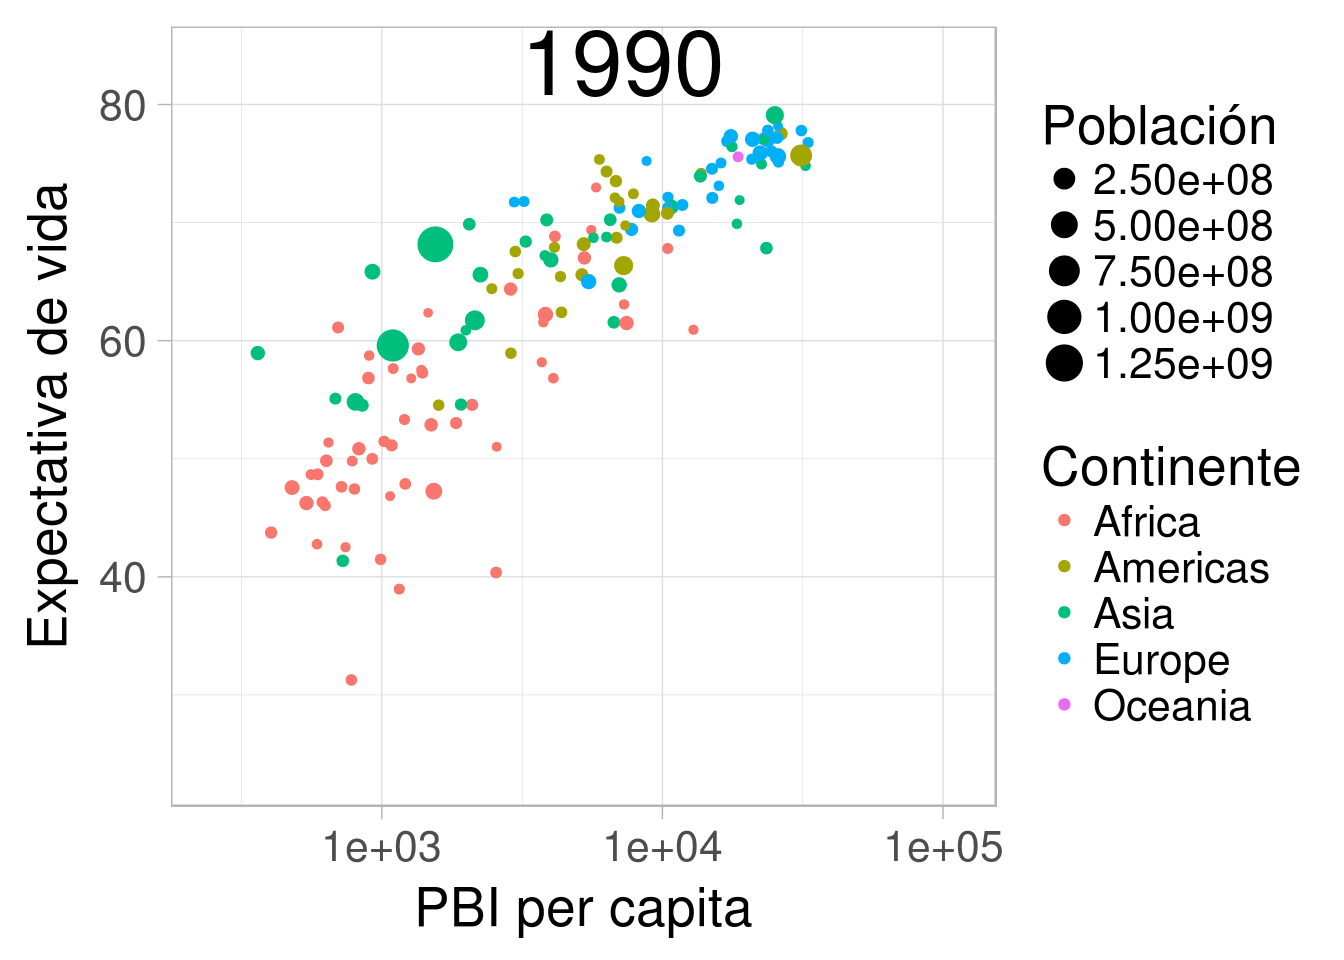 1990
80
60
40
Expectativa de vida
1e+03 1e+04 1e+05
PBI per capita
Población
2.50e+08
5.00e+08
7.50e+08
1.00e+09
1.25e+09
Continente
Africa
Americas
Asia
Europe
Oceania